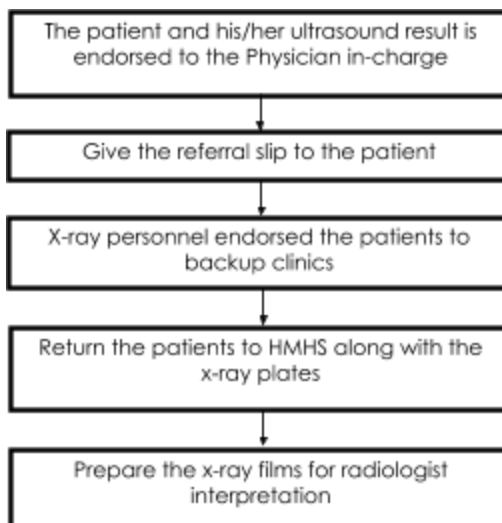 The patient and his/her ultrasound result is
endorsed to the Physician in-charge
Give the referral slip to the patient
X-ray personnel endorsed the patients to
backup clinics
Return the patients to HMHS along with the
x-ray plates
Prepare the x-ray films for radiologist
interpretation